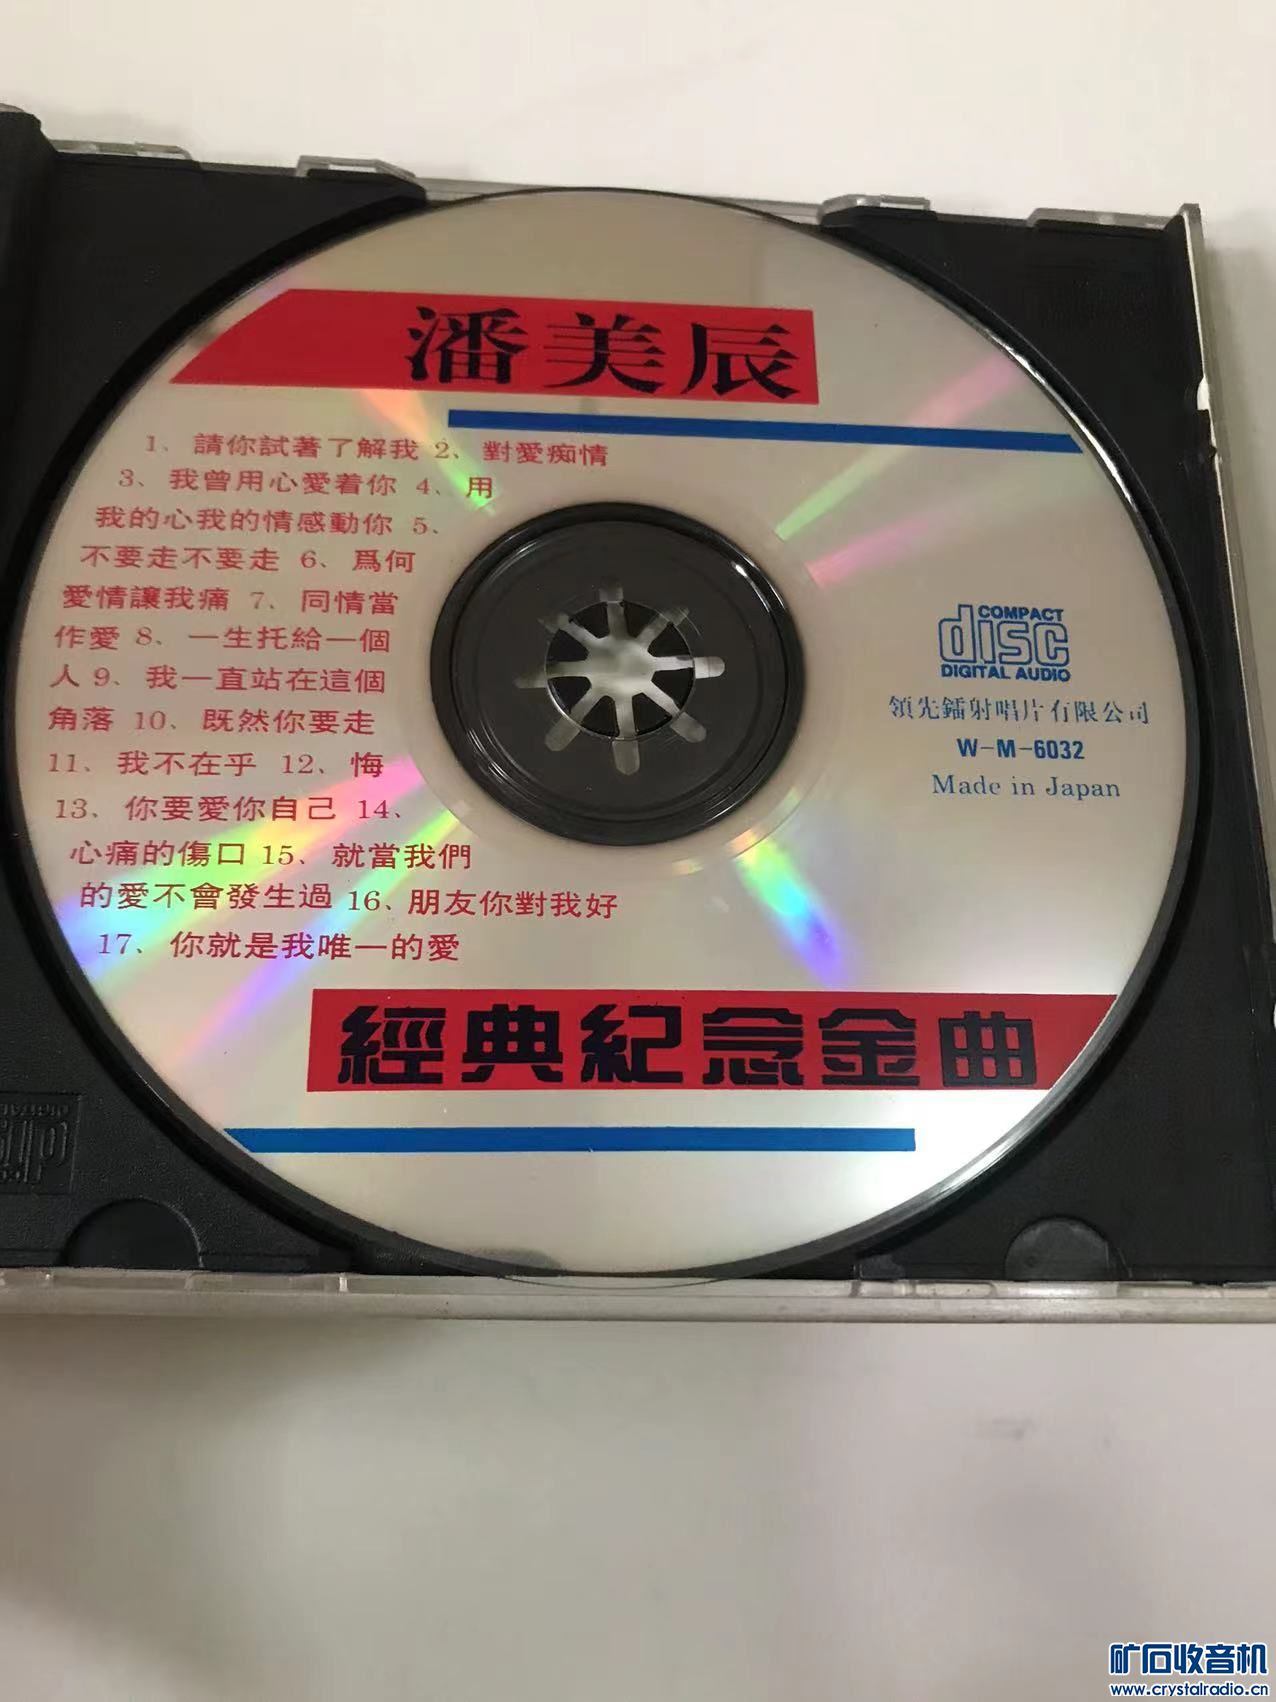 潘美辰
1、請你試著了解我 2、對愛痴情
3、我曾用心愛着你 4、用
我的心我的情感動你 5、
不要走不要走 6、爲何
愛情讓我痛 7、同情當
作愛 8、一生托給一個
人 9、我一直站在這個
角落 10、既然你要走
11、我不在乎 12、悔
13、你要愛你自己 14、
心痛的傷口 15、就當我們
的愛不會發生過 16、朋友你對我好
17、你就是我唯一的愛
COMPACT
disc
DIGITAL AUDIO
領先鐳射唱片有限公司
W-M-6032
Made in Japan
經典紀念金曲
矿石收音机
www.crystalradio.cn